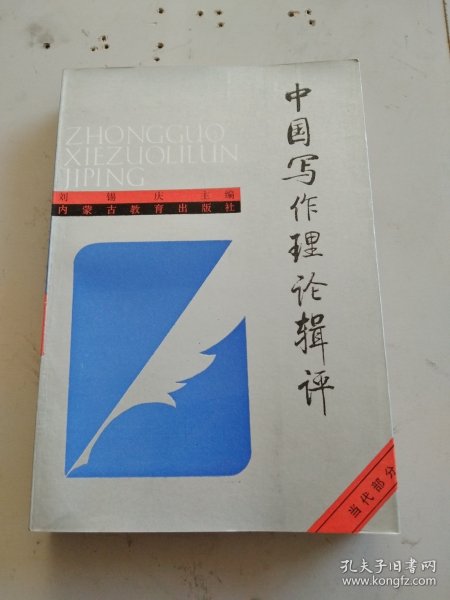 ZHONGGUO
XIEZUOLILUN
JIPING
刘锡庆 主编
内蒙古教育出版社
中国写作理论辑评
当代部分
孔夫子旧书网
www.kongfz.com